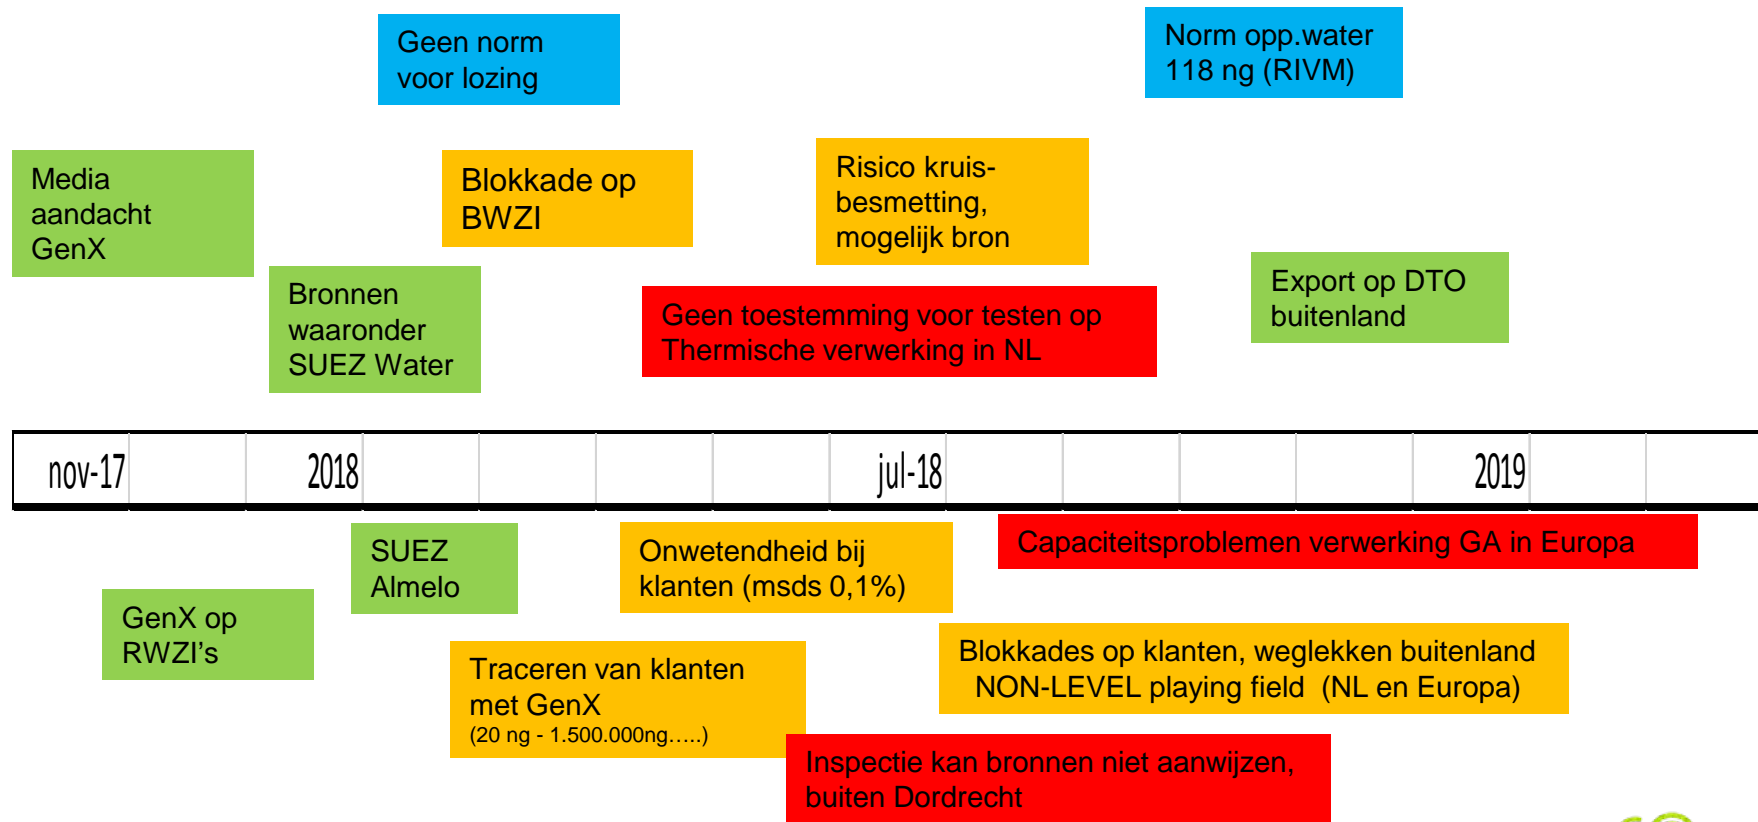 Geen norm
voor lozing
Norm opp.water
118 ng (RIVM)
Media
aandacht
GenX
Blokkade op
BWZI
Risico kruis-
besmetting,
mogelijk bron
Bronnen
waaronder
SUEZ Water
Geen toestemming voor testen op
Thermische verwerking in NL
Export op DTO
buitenland
nov-17 2018 jul-18 2019
SUEZ
Almelo
Onwetendheid bij
klanten (msds 0,1%)
Capaciteitsproblemen verwerking GA in Europa
GenX op
RWZI's
Traceren van klanten
met GenX
(20 ng - 1.500.000ng…..)
Blokkades op klanten, weglekken buitenland
NON-LEVEL playing field (NL en Europa)
Inspectie kan bronnen niet aanwijzen,
buiten Dordrecht